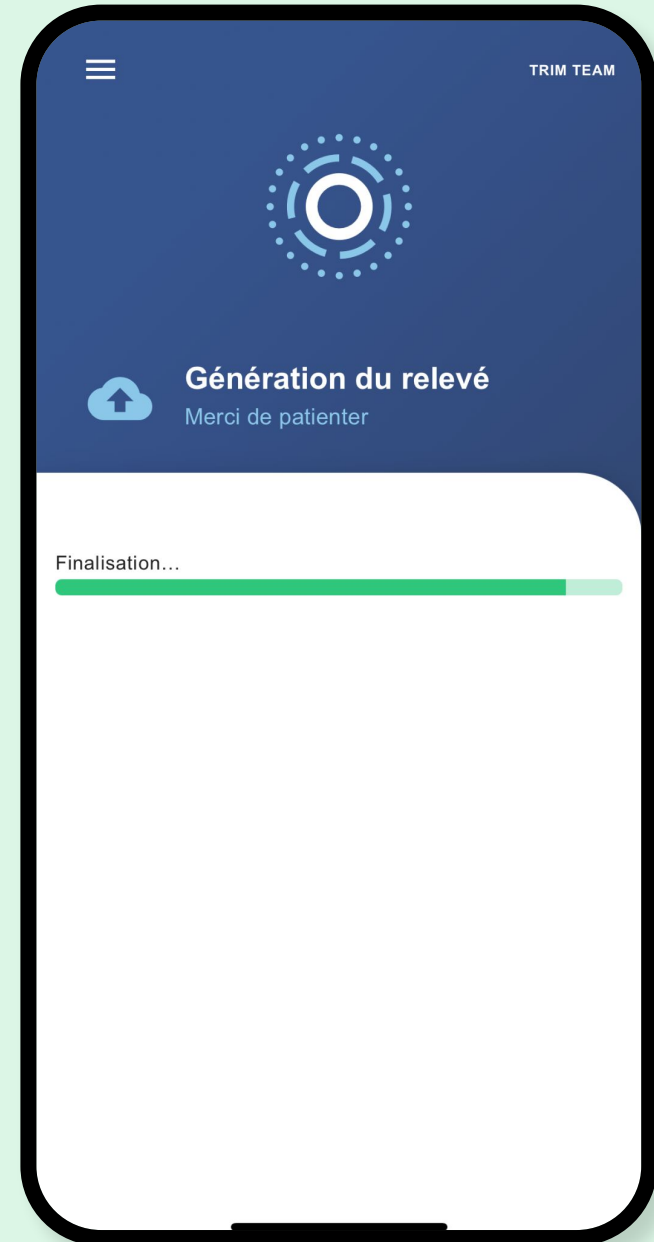 TRIM TEAM
Génération du relevé
Merci de patienter
Finalisation...